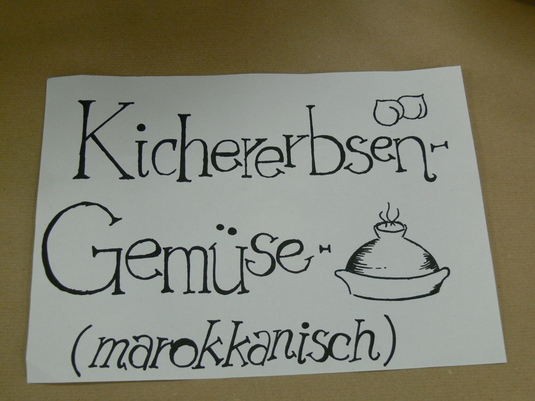 Kichererbsen-
Gemüse-
(marokkanisch)